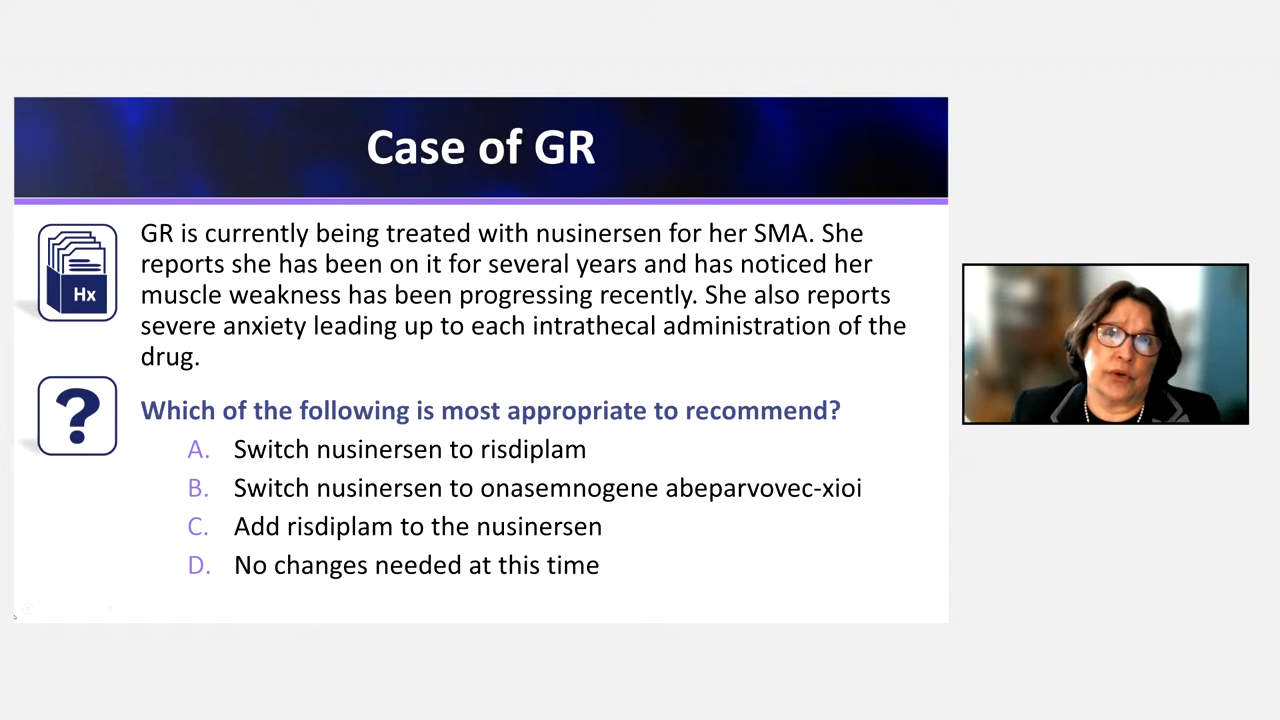 Case of GR
Hx
GR is currently being treated with nusinersen for her SMA. She
reports she has been on it for several years and has noticed her
muscle weakness has been progressing recently. She also reports
severe anxiety leading up to each intrathecal administration of the
drug.
?
Which of the following is most appropriate to recommend?
A. Switch nusinersen to risdiplam
B. Switch nusinersen to onasemnogene abeparvovec-xioi
C. Add risdiplam to the nusinersen
D. No changes needed at this time